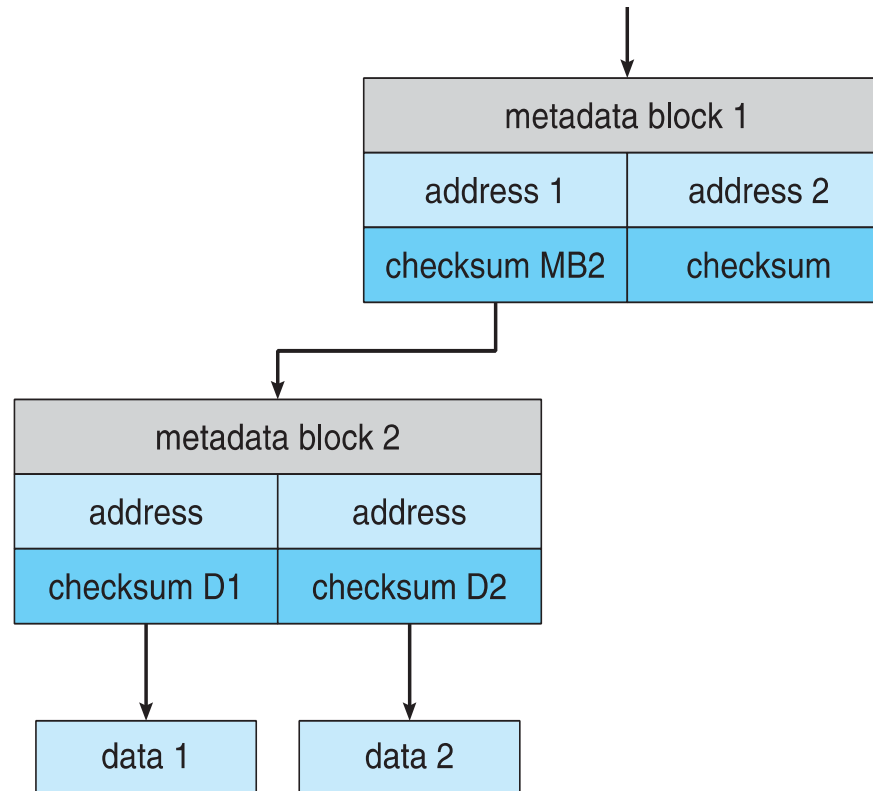 metadata block 1
address 1 address 2
checksum MB2 checksum
metadata block 2
address address
checksum D1 checksum D2
data 1 data 2